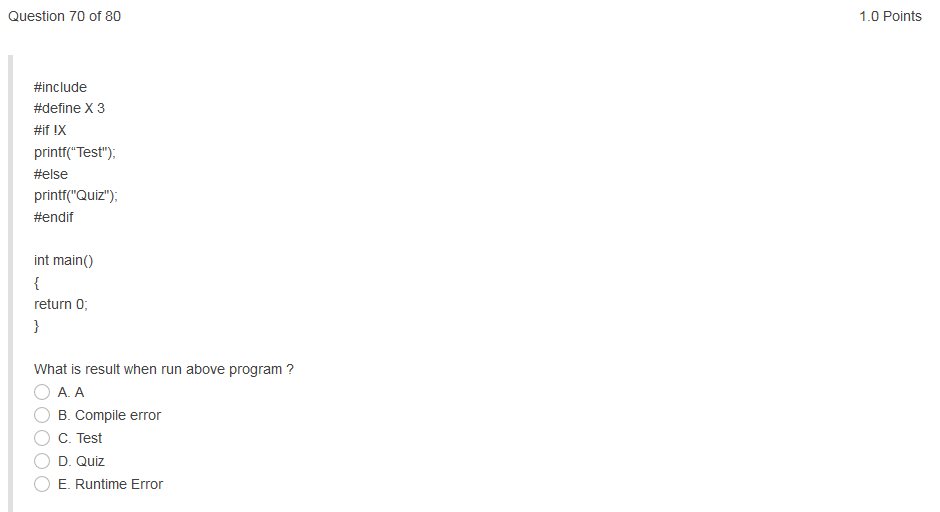 Question 70 of 80
1.0 Points
#include
#define X 3
#if !X
printf(“Test");
#else
printf("Quiz");
#endif
int main()
{
return 0;
}
What is result when run above program ?
A. A
B. Compile error
C. Test
D. Quiz
E. Runtime Error